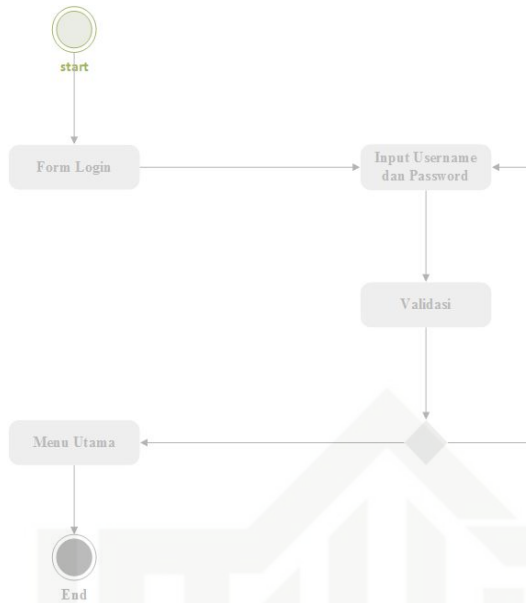 start
Form Login
Input Username
dan Password
Validasi
Menu Utama
End